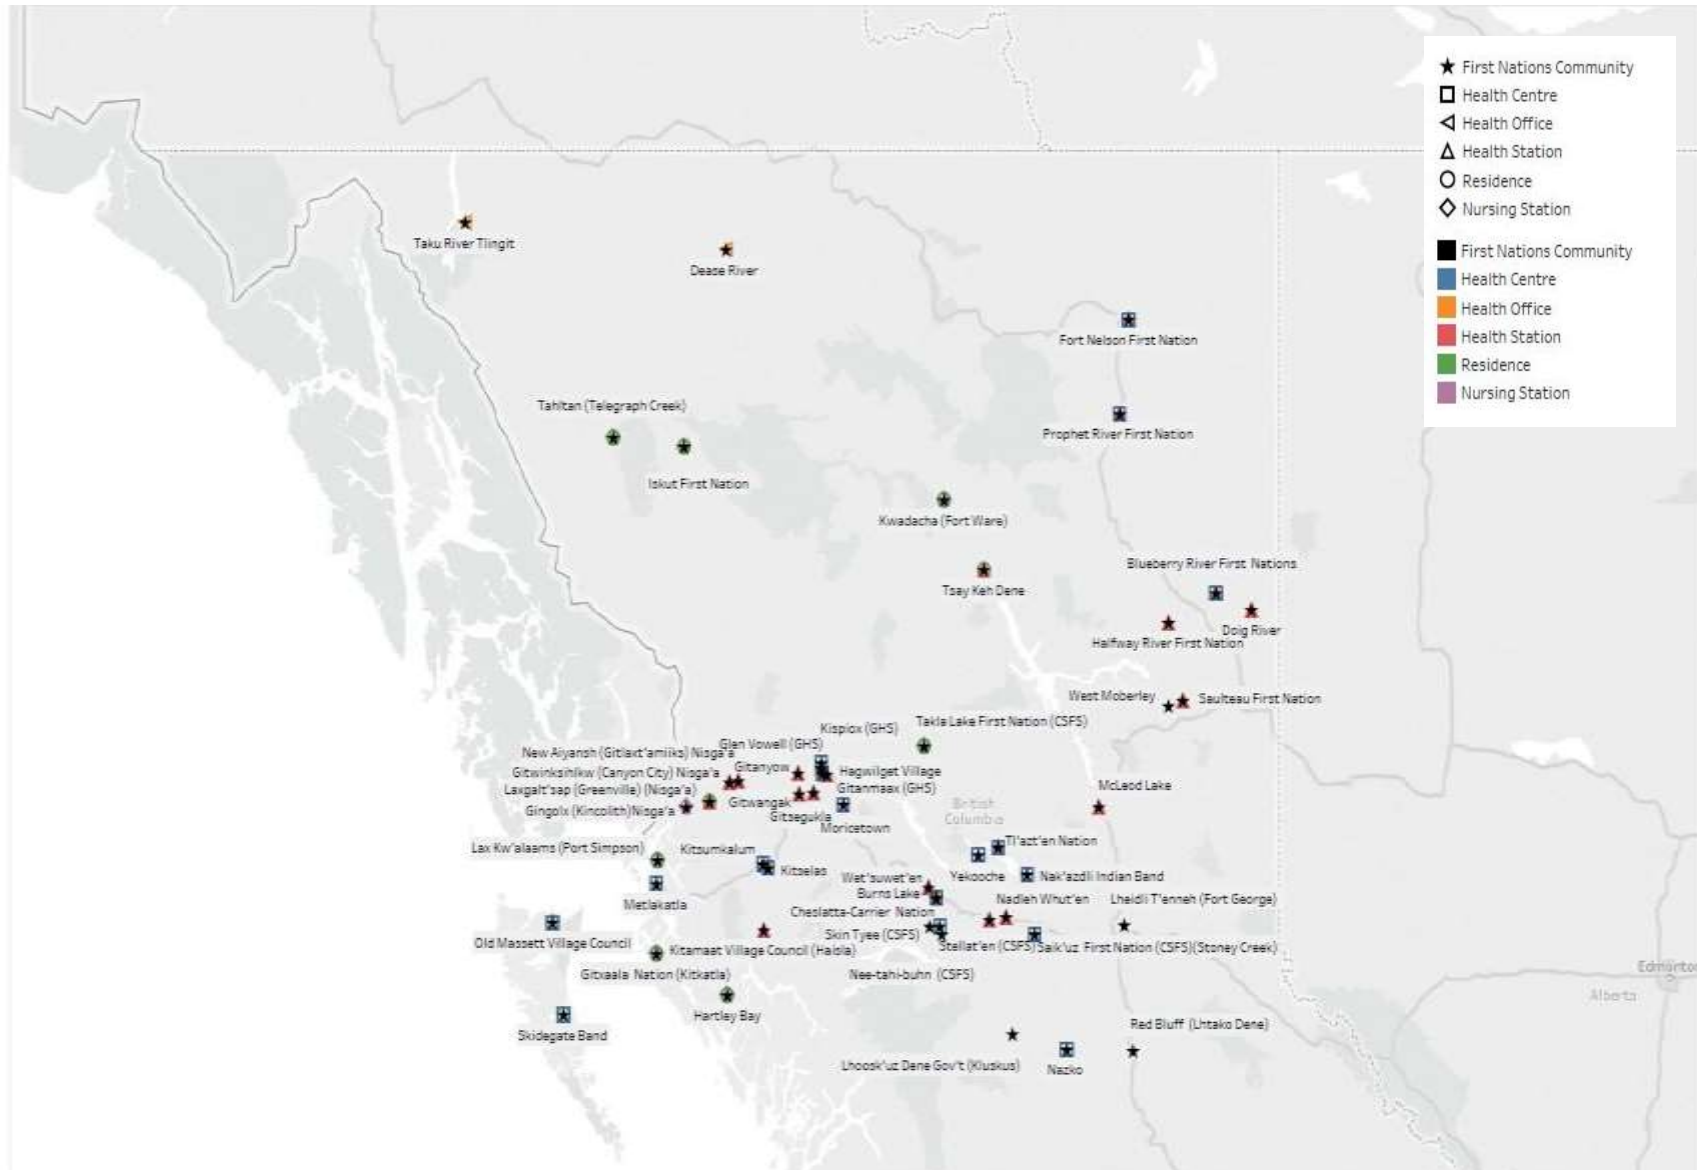 First Nations Community
Health Centre
Health Office
Health Station
Residence
Nursing Station
First Nations Community
Health Centre
Health Office
Health Station
Residence
Nursing Station
Taku River Tlingit
Dease River
Fort Nelson First Nation
Tahltan (Telegraph Creek)
Prophet River First Nation
Iskut First Nation
Kwadacha (Fort Ware)
Blueberry River First Nations
Tsay Keh Dene
Doig River
Halfway River First Nation
West Moberley
Saulteau First Nation
Takla Lake First Nation (CSFS)
Kispiox (GHS)
Glen Vowell (GHS)
New Aiyansh (Gitlaxt'amiiks) Nisga'a
Gitanyow
Hagwilget Village
Gitwinksihlkw (Canyon City) Nisga'a
McLeod Lake
Laxgalt'sap (Greenville) (Nisga'a)
Gitanmaax (GHS)
Gitwangak
Gingolx (Kincolith)Nisga'a
Gitsegukla
British
Columbia
Moricetown
Tl'azt'en Nation
Lax Kw'alaams (Port Simpson)
Kitsumkalum
Kitselas
Yekooche
Nak'azdli Indian Band
Wet'suwet'en
Burns Lake
Nadleh Whut'en
Lheidli T'enneh (Fort George)
Metlakatla
Cheslatta-Carrier Nation
Skin Tyee (CSFS)
Old Massett Village Council
Stellat'en (CSFS)
Saik'uz First Nation (CSFS)(Stoney Creek)
Kitamaat Village Council (Haisla)
Gitxaala Nation (Kitkatla)
Nee-tahi-buhn (CSFS)
Edmonton
Alberta
Hartley Bay
Skidegate Band
Red Bluff (Lhtako Dene)
Lhoosk'uz Dene Gov't (Kluskus)
Nazko